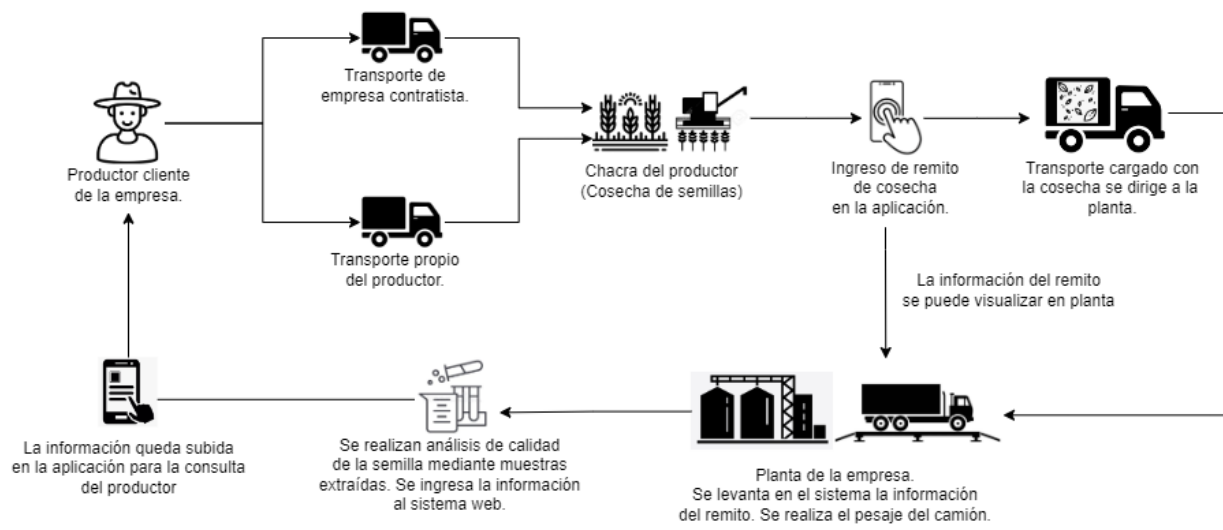 Transporte de
empresa contratista.
Productor cliente
de la empresa.
Transporte propio
del productor.
Chacra del productor
(Cosecha de semillas)
Ingreso de remito
de cosecha
en la aplicación.
Transporte cargado con
la cosecha se dirige a la
planta.
La información del remito
se puede visualizar en planta
Planta de la empresa.
Se levanta en el sistema la información
del remito. Se realiza el pesaje del camión.
Se realizan análisis de calidad
de la semilla mediante muestras
extraídas. Se ingresa la información
al sistema web.
La información queda subida
en la aplicación para la consulta
del productor